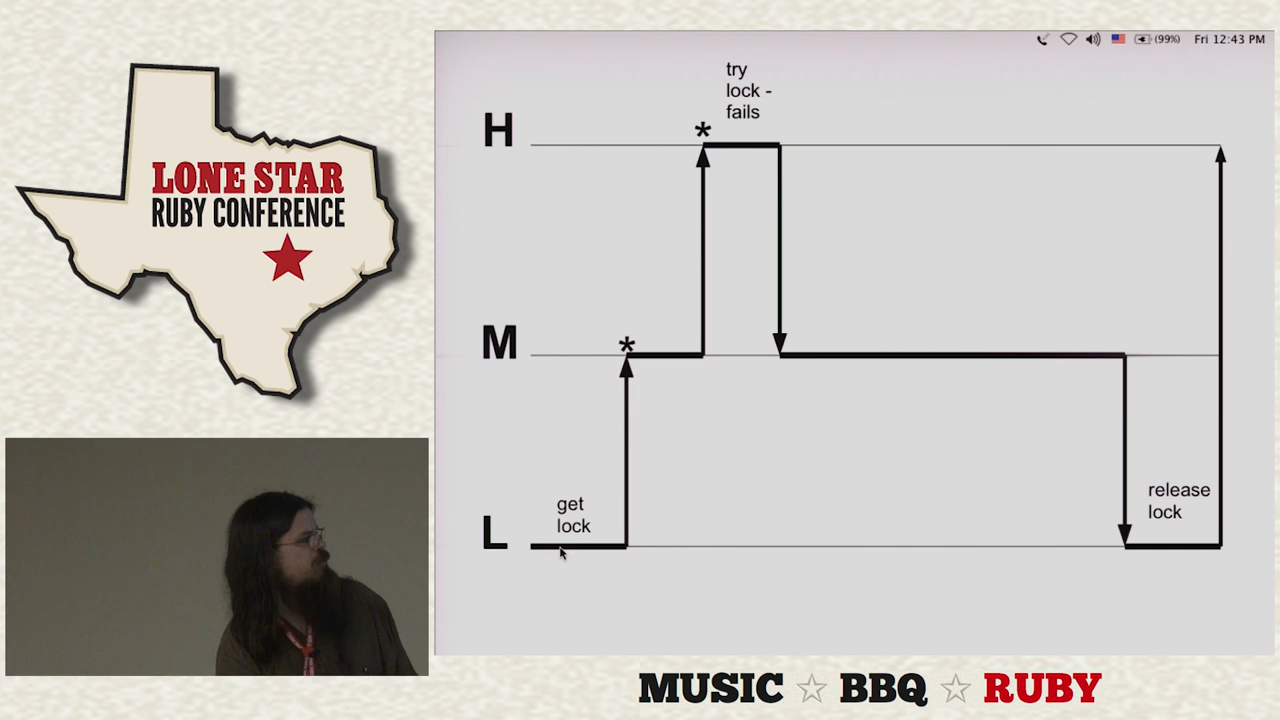 LONE STAR
RUBY CONFERENCE
(99%) Fri 12:43 PM
try
lock -
fails
H
*
M
*
get
lock
L
release
lock
MUSIC ☆ BBQ ☆ RUBY